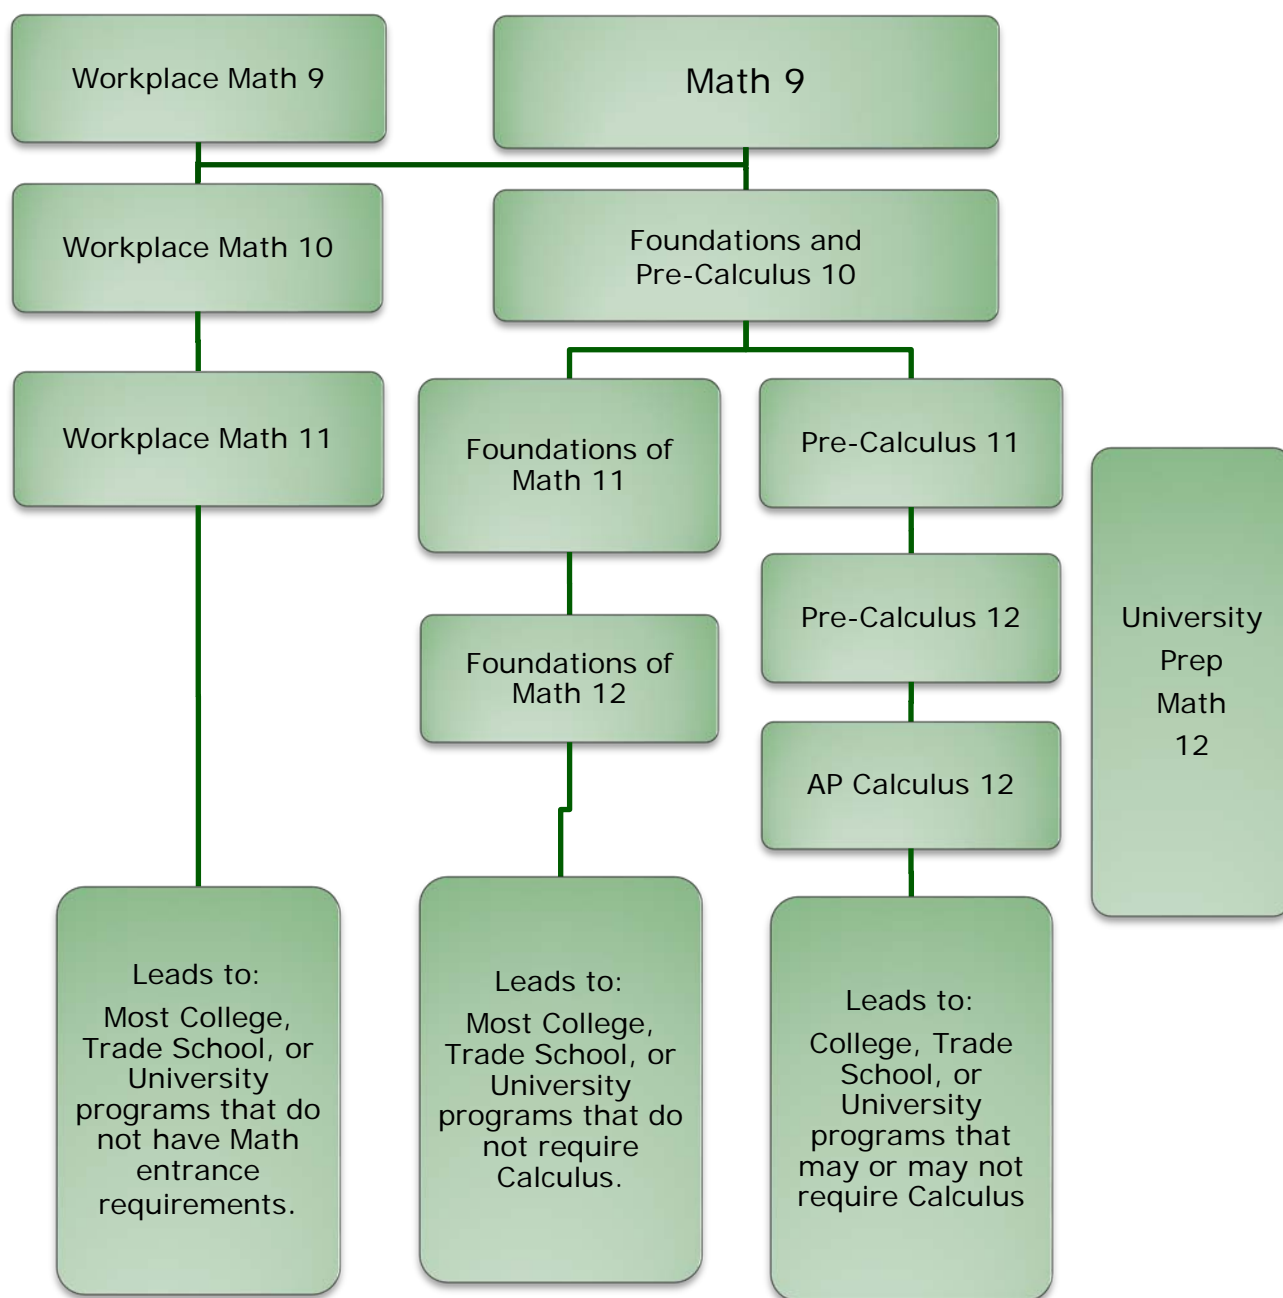 Workplace Math 9
Math 9
Workplace Math 10
Foundations and
Pre-Calculus 10
Workplace Math 11
Foundations of
Math 11
Pre-Calculus 11
Pre-Calculus 12
University
Prep
Math
12
Foundations of
Math 12
AP Calculus 12
Leads to:
Most College,
Trade School, or
University
programs that do
not have Math
entrance
requirements.
Leads to:
Most College,
Trade School, or
University
programs that do
not require
Calculus.
Leads to:
College, Trade
School, or
University
programs that
may or may not
require Calculus